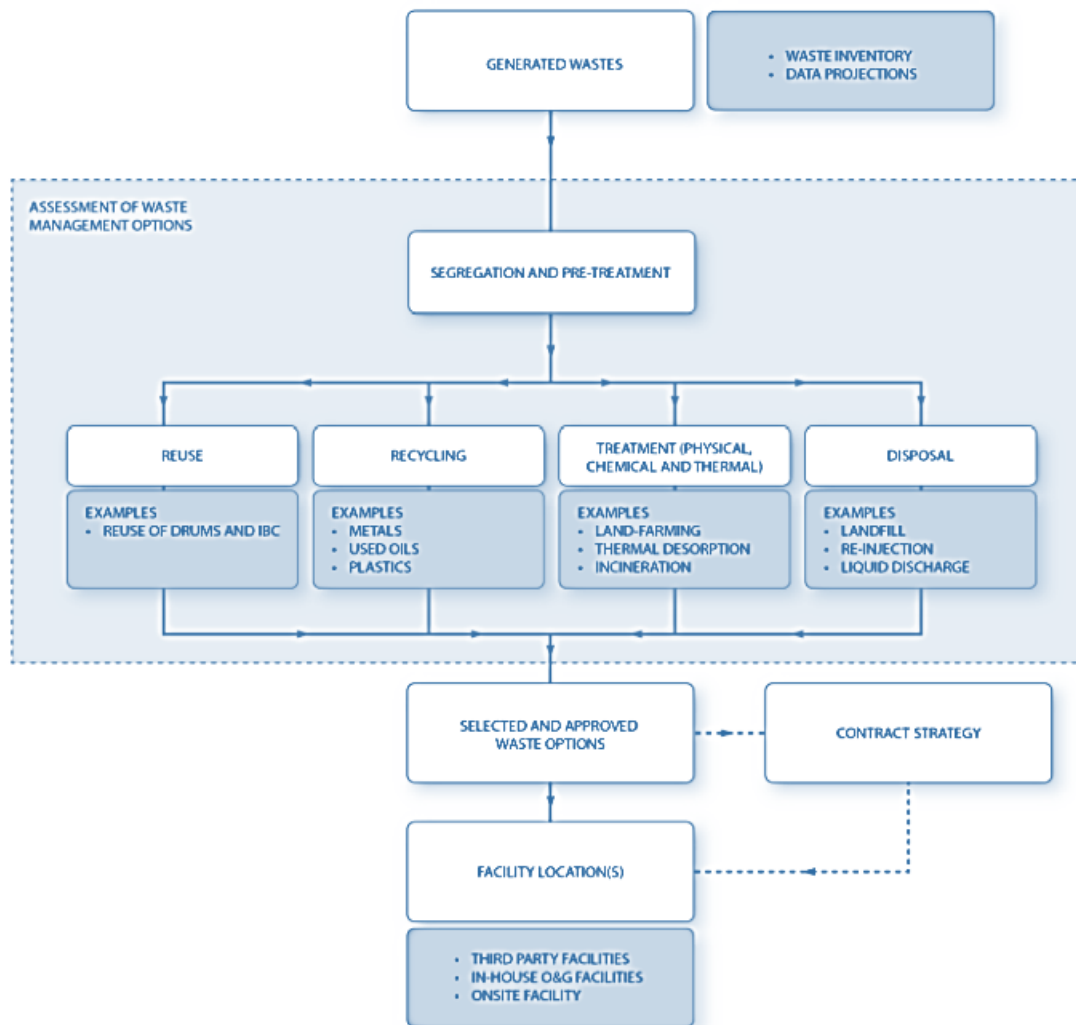 GENERATED WASTES
• WASTE INVENTORY
• DATA PROJECTIONS
ASSESSMENT OF WASTE
MANAGEMENT OPTIONS
SEGREGATION AND PRE-TREATMENT
REUSE
EXAMPLES
• REUSE OF DRUMS AND IBC
RECYCLING
EXAMPLES
• METALS
• USED OILS
• PLASTICS
TREATMENT (PHYSICAL,
CHEMICAL AND THERMAL)
EXAMPLES
• LAND-FARMING
• THERMAL DESORPTION
• INCINERATION
DISPOSAL
EXAMPLES
• LANDFILL
• RE-INJECTION
• LIQUID DISCHARGE
SELECTED AND APPROVED
WASTE OPTIONS
CONTRACT STRATEGY
FACILITY LOCATION(S)
• THIRD PARTY FACILITIES
• IN-HOUSE O&G FACILITIES
• ONSITE FACILITY